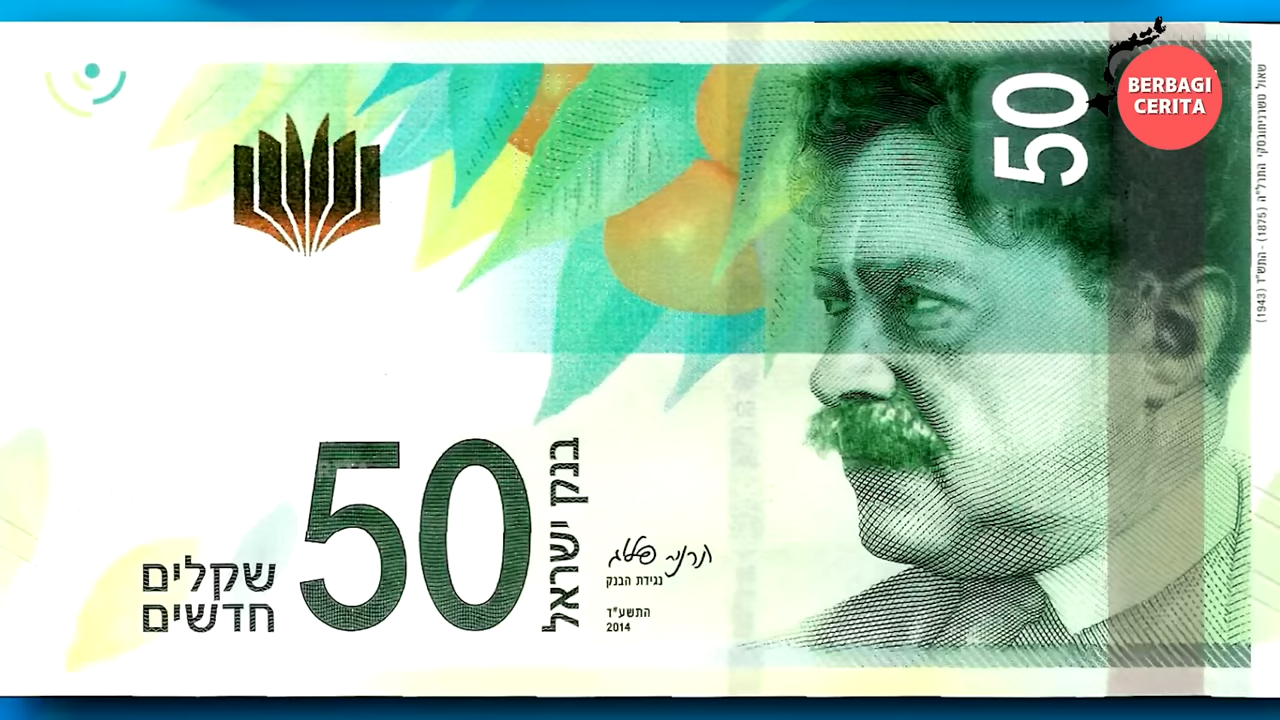 50
BERBAGI
CERITA
שאול טשרניחובסקי התרל"ה (1875) - התש"ד (1943)
50
בנק ישראל
שקלים
חדשים
נגידת הבנק
התשע"ד
2014